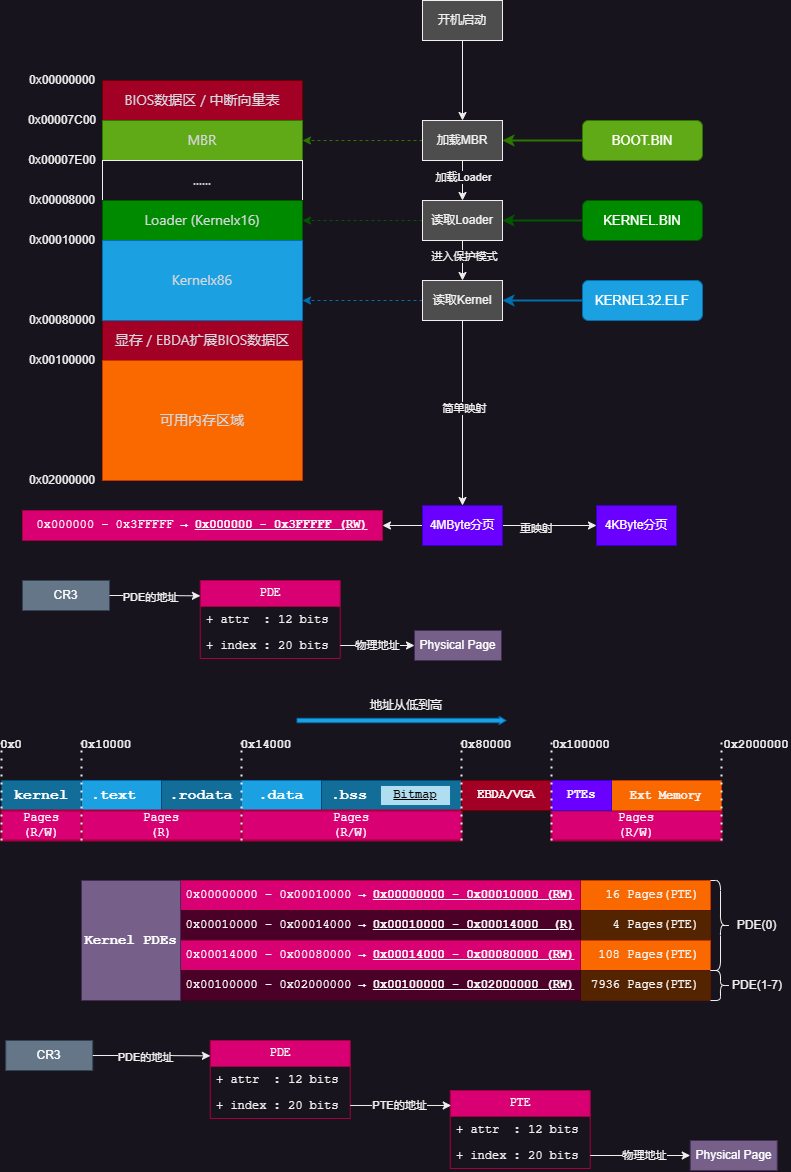 开机启动
0x00000000
BIOS数据区 / 中断向量表
0x00007C00
MBR
加载MBR
BOOT.BIN
0x00007E00
......
加载Loader
0x00008000
Loader (Kernelx16)
读取Loader
KERNEL.BIN
0x00010000
进入保护模式
Kernelx86
读取Kernel
KERNEL32.ELF
0x00080000
显存 / EBDA扩展BIOS数据区
0x00100000
简单映射
可用内存区域
0x02000000
0x000000 - 0x3FFFFF → 0x000000 - 0x3FFFFF (RW)
4MByte分页
重映射
4KByte分页
CR3
PDE的地址
PDE
+ attr : 12 bits
+ index : 20 bits
物理地址
Physical Page
地址从低到高
0x0
0x10000
0x14000
0x80000
0x100000
0x2000000
kernel
.text
.rodata
.data
.bss
Bitmap
EBDA/VGA
PTEs
Ext Memory
Pages
(R/W)
Pages
(R)
Pages
(R/W)
Pages
(R/W)
Kernel PDEs
0x00000000 - 0x00010000 → 0x00000000 - 0x00010000 (RW)
16 Pages(PTE)
0x00010000 - 0x00014000 → 0x00010000 - 0x00014000 (R)
4 Pages(PTE)
PDE(0)
0x00014000 - 0x00080000 → 0x00014000 - 0x00080000 (RW)
108 Pages(PTE)
0x00100000 - 0x02000000 → 0x00100000 - 0x02000000 (RW)
7936 Pages(PTE)
PDE(1-7)
CR3
PDE的地址
PDE
+ attr : 12 bits
+ index : 20 bits
PTE的地址
PTE
+ attr : 12 bits
+ index : 20 bits
物理地址
Physical Page